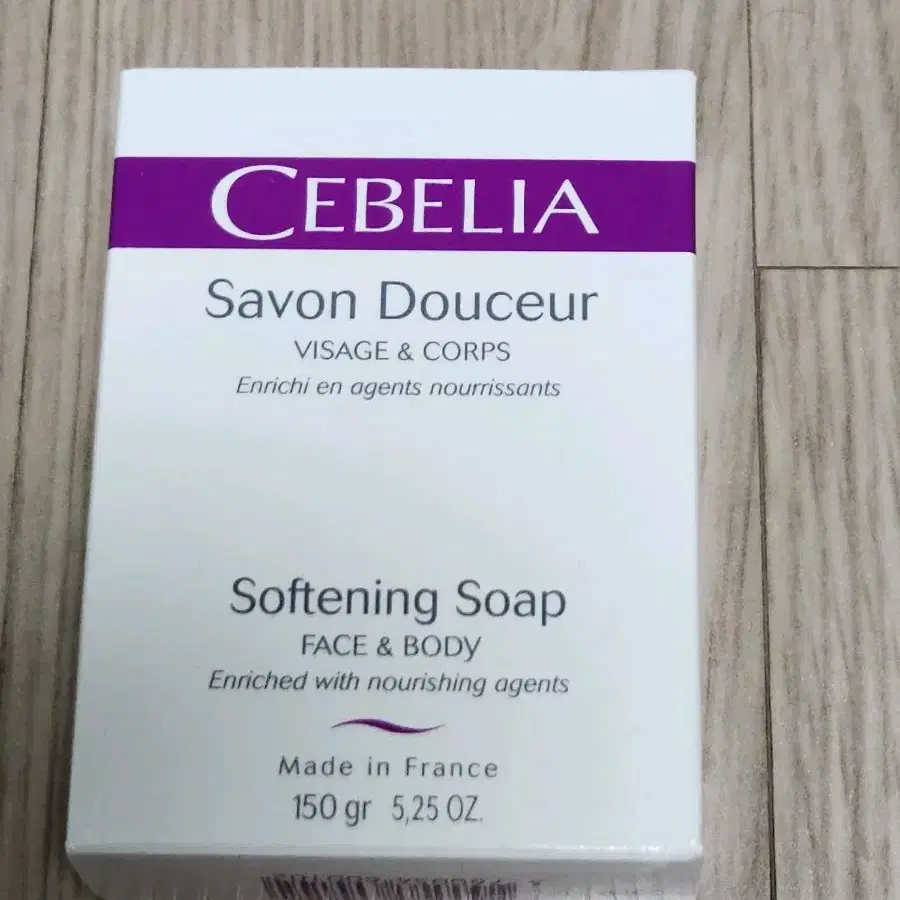 CEBELIA
Savon Douceur
VISAGE & CORPS
Enrichi en agents nourrissants
Softening Soap
FACE & BODY
Enriched with nourishing agents
Made in France
150 gr 5,25 OZ.